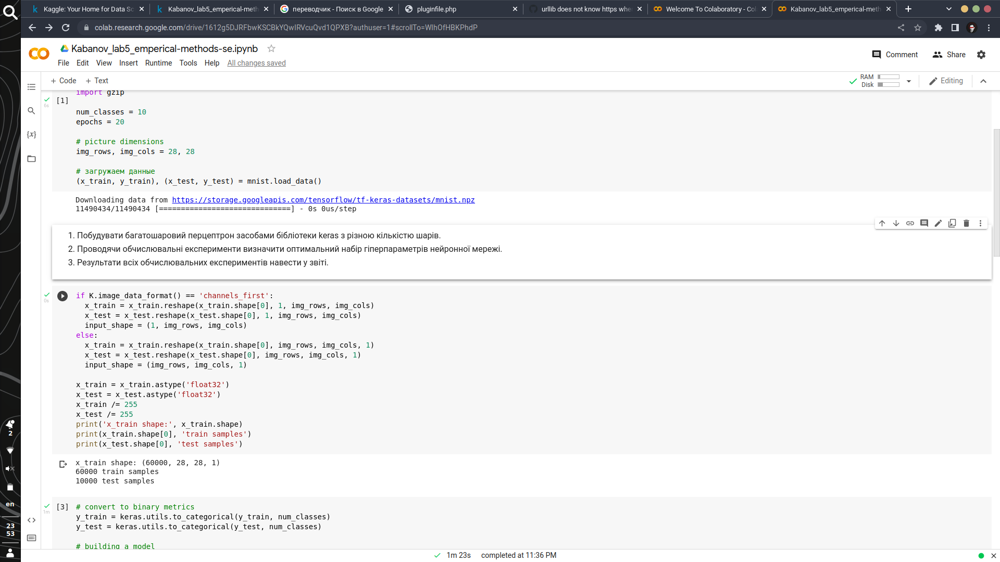 Kaggle: Your Home for Data Sc
Kabanov_lab5_emperical-meth
переводчик - Поиск в Google
pluginfile.php
urllib does not know https whe
Welcome To Colaboratory - Col
Kabanov_lab5_emperical-meth
colab.research.google.com/drive/1612g5DJRFbwKSCBkYQwIRVcuQvd1QPXB?authuser=1#scrollTo=WlhOfHBKPhdP
Kabanov_lab5_emperical-methods-se.ipynb
File Edit View Insert Runtime Tools Help All changes saved
Comment Share
+ Code + Text
RAM
Disk
Editing
import gzip
[1]
6s
num_classes = 10
epochs = 20
# picture dimensions
img_rows, img_cols = 28, 28
# загружаем данные
(x_train, y_train), (x_test, y_test) = mnist.load_data()
Downloading data from https://storage.googleapis.com/tensorflow/tf-keras-datasets/mnist.npz
11490434/11490434 [==============================] - 0s 0us/step
1. Побудувати багатошаровий перцептрон засобами бібліотеки keras з різною кількістю шарів.
2. Проводячи обчислювальні експерименти визначити оптимальний набір гіперпараметрів нейронної мережі.
3. Результати всіх обчислювальних експериментів навести у звіті.
0s
if K.image_data_format() == 'channels_first':
  x_train = x_train.reshape(x_train.shape[0], 1, img_rows, img_cols)
  x_test = x_test.reshape(x_test.shape[0], 1, img_rows, img_cols)
  input_shape = (1, img_rows, img_cols)
else:
  x_train = x_train.reshape(x_train.shape[0], img_rows, img_cols, 1)
  x_test = x_test.reshape(x_test.shape[0], img_rows, img_cols, 1)
  input_shape = (img_rows, img_cols, 1)
x_train = x_train.astype('float32')
x_test = x_test.astype('float32')
x_train /= 255
x_test /= 255
print('x_train shape:', x_train.shape)
print(x_train.shape[0], 'train samples')
print(x_test.shape[0], 'test samples')
x_train shape: (60000, 28, 28, 1)
60000 train samples
10000 test samples
[3] # convert to binary metrics
1m
y_train = keras.utils.to_categorical(y_train, num_classes)
y_test = keras.utils.to_categorical(y_test, num_classes)
# building a model
1m 23s completed at 11:36 PM
2
en
23
53